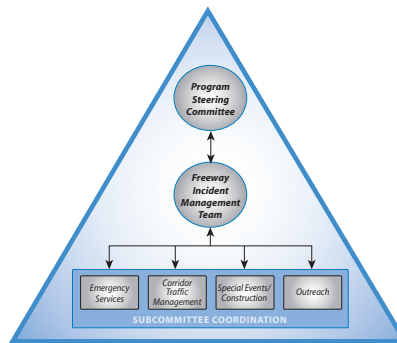 Program
Steering
Committee
Freeway
Incident
Management
Team
Emergency
Services
Corridor
Traffic
Management
Special Events/
Construction
Outreach
SUBCOMMITTEE COORDINATION